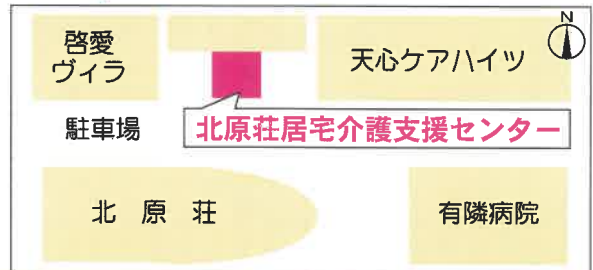 N
啓愛
ヴィラ
天心ケアハイツ
駐車場
北原荘居宅介護支援センター
北原荘
有隣病院